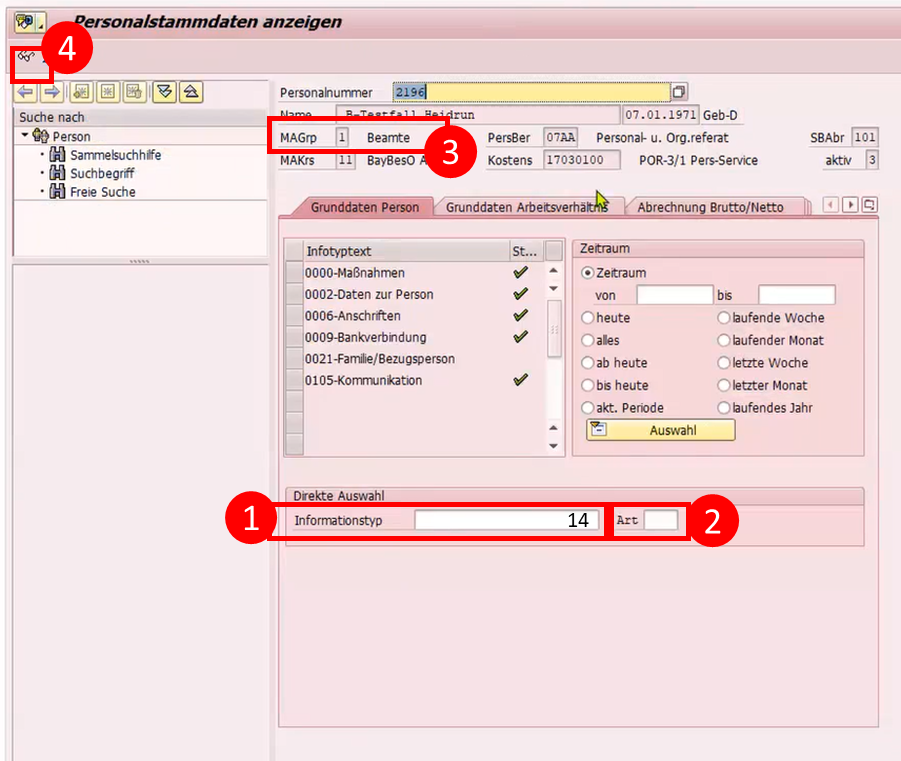 Personalstammdaten anzeigen
4
Personalnummer 2196
Suche nach
Name B-Testfall Heidrun 07.01.1971 Geb-D
Person
MAGrp 1 Beamte PersBer 07AA Personal- u. Org.referat SBAbr 101
3
Sammelsuchhilfe
MAKrs 11 BayBesO A Kostens 17030100 POR-3/1 Pers-Service aktiv 3
Suchbegriff
Freie Suche
Grunddaten Person Grunddaten Arbeitsverhältnis Abrechnung Brutto/Netto
Infotyptext St...
0000-Maßnahmen
0002-Daten zur Person
0006-Anschriften
0009-Bankverbindung
0021-Familie/Bezugsperson
0105-Kommunikation
Zeitraum
Zeitraum
von bis
heute laufende Woche
alles laufender Monat
ab heute letzte Woche
bis heute letzter Monat
akt. Periode laufendes Jahr
Auswahl
Direkte Auswahl
1 Informationstyp 14 Art 2